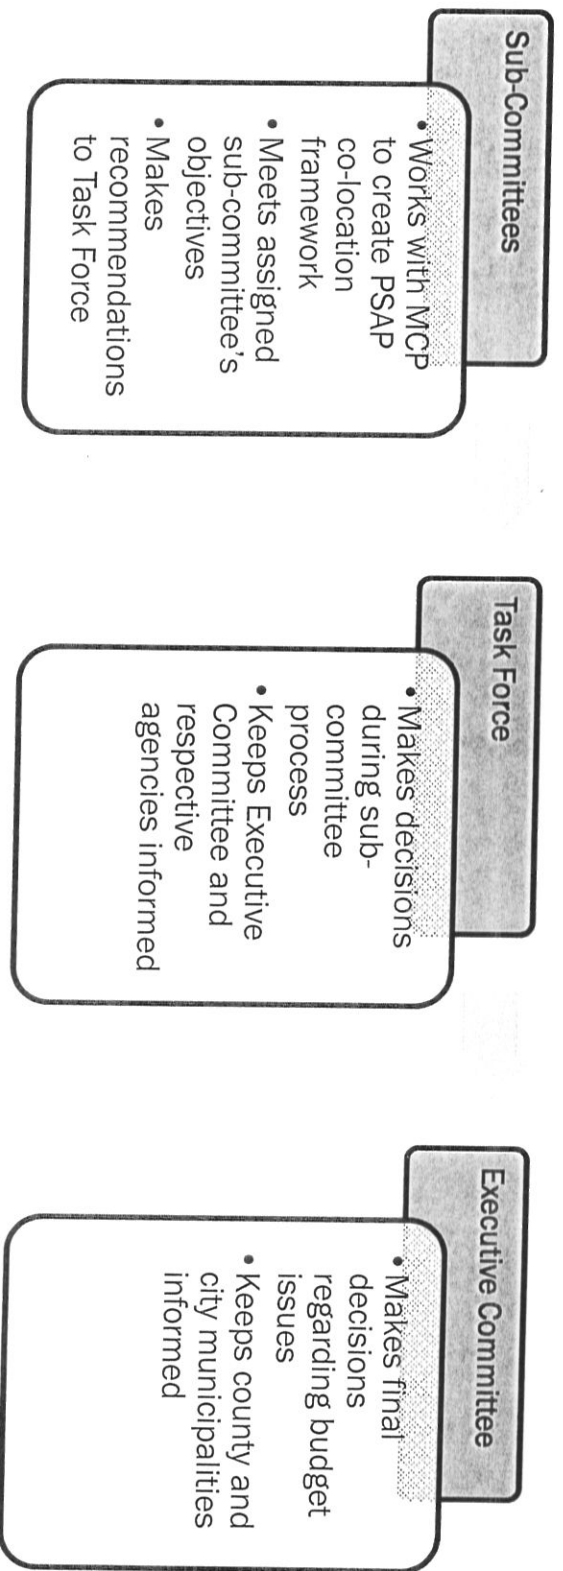 Sub-Committees
• Works with MCP
to create PSAP
co-location
framework
• Meets assigned
sub-committee's
objectives
• Makes
recommendations
to Task Force
Task Force
• Makes decisions
during sub-
committee
process
• Keeps Executive
Committee and
respective
agencies informed
Executive Committee
• Makes final
decisions
regarding budget
issues
• Keeps county and
city municipalities
informed